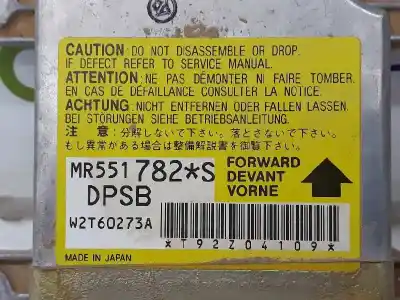 CAUTION: DO NOT DISASSEMBLE OR DROP.
IF DEFECT REFER TO SERVICE MANUAL.
ATTENTION: NE PAS DÉMONTER NI FAIRE TOMBER.
EN CAS DE DÉFAILLANCE CONSULTER LA NOTICE.
ACHTUNG: NICHT ENTFERNEN ODER FALLEN LASSEN.
BEI STÖRUNGEN SIEHE BETRIEBSANLEITUNG.
注 意:分解しないで下さい。落とさないで下さい。
もし異常がある場合は整備解説書を御覧下さい。
MR551782*S
DPSB
W2T60273A
FORWARD
DEVANT
VORNE
*T92Z04109*
MADE IN JAPAN